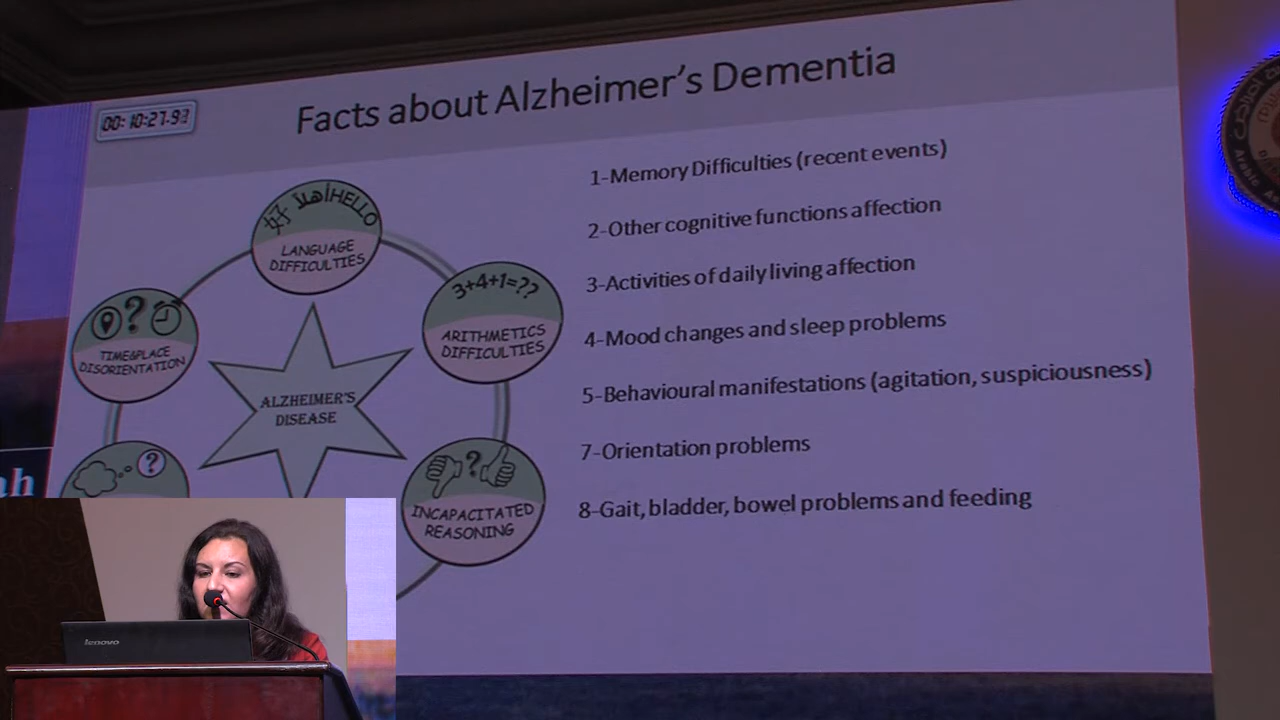 00:10:27.93
Facts about Alzheimer's Dementia
1-Memory Difficulties (recent events)
2-Other cognitive functions affection
3-Activities of daily living affection
4-Mood changes and sleep problems
5-Behavioural manifestations (agitation, suspiciousness)
7-Orientation problems
8-Gait, bladder, bowel problems and feeding
好 أهلا HELLO
LANGUAGE
DIFFICULTIES
3+4+1=??
ARITHMETICS
DIFFICULTIES
?
TIME&PLACE
DISORIENTATION
ALZHEIMER'S
DISEASE
?
?
INCAPACITATED
REASONING
ah
lenovo